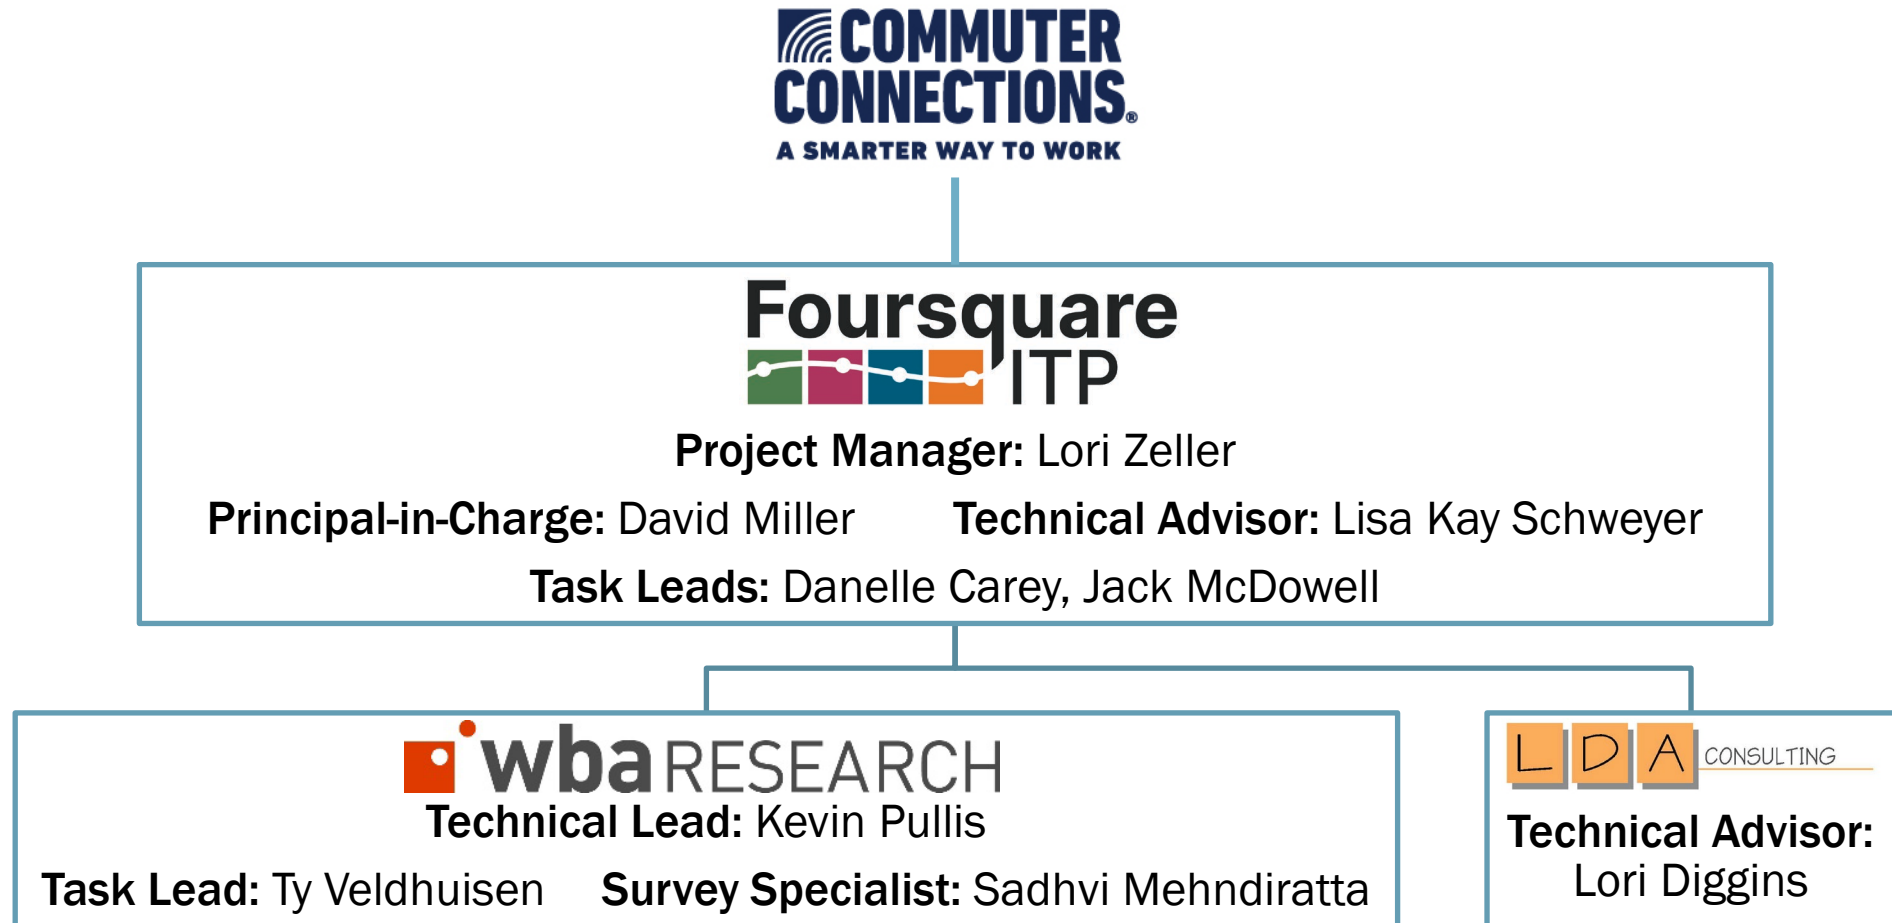 COMMUTER
CONNECTIONS®
A SMARTER WAY TO WORK
Foursquare
ITP
Project Manager: Lori Zeller
Principal-in-Charge: David Miller
Technical Advisor: Lisa Kay Schweyer
Task Leads: Danelle Carey, Jack McDowell
wba RESEARCH
Technical Lead: Kevin Pullis
Task Lead: Ty Veldhuisen
Survey Specialist: Sadhvi Mehndiratta
LDA CONSULTING
Technical Advisor:
Lori Diggins